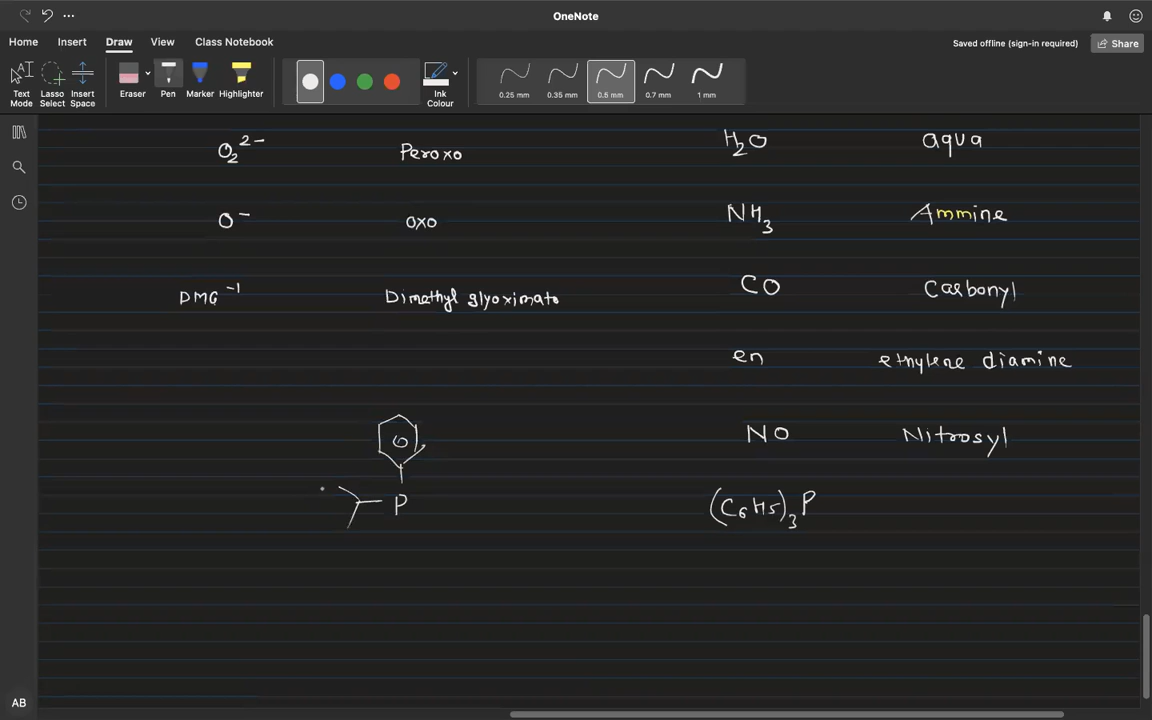 OneNote
Home Insert Draw View Class Notebook
Saved offline (sign-in required) Share
Text Mode Lasso Select Insert Space Eraser Pen Marker Highlighter Ink Colour 0.25 mm 0.35 mm 0.5 mm 0.7 mm 1 mm
O₂²⁻ Peroxo H₂O aqua
O⁻ oxo NH₃ Ammine
DMG⁻¹ Dimethyl glyoximato CO Carbonyl
en ethylene diamine
NO Nitrosyl
P (C6H5)₃P
AB